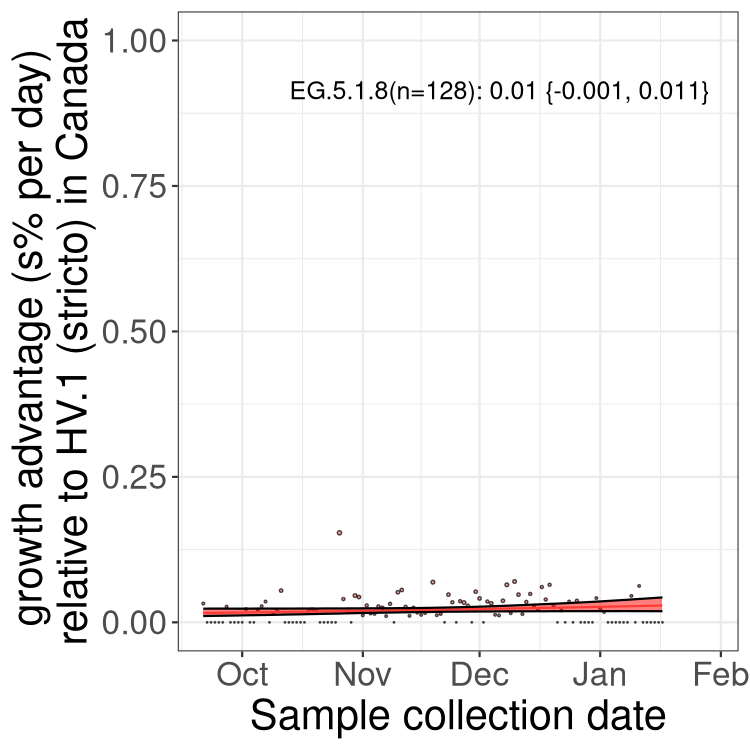 growth advantage (s% per day)
relative to HV.1 (stricto) in Canada
1.00
0.75
0.50
0.25
0.00
EG.5.1.8(n=128): 0.01 {-0.001, 0.011}
Oct Nov Dec Jan Feb
Sample collection date